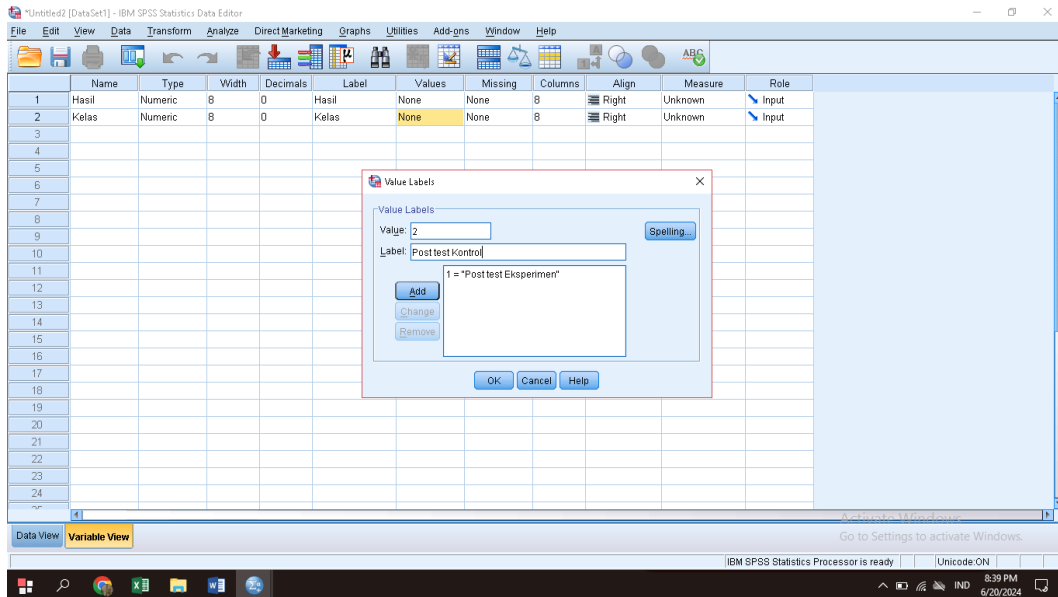 *Untitled2 [DataSet1] - IBM SPSS Statistics Data Editor
File Edit View Data Transform Analyze Direct Marketing Graphs Utilities Add-ons Window Help
Name Type Width Decimals Label Values Missing Columns Align Measure Role
1 Hasil Numeric 8 0 Hasil None None 8 Right Unknown Input
2 Kelas Numeric 8 0 Kelas None None 8 Right Unknown Input
3
4
5
6
7
8
9
10
11
12
13
14
15
16
17
18
19
20
21
22
23
24
Value Labels
Value Labels
Value: 2
Spelling...
Label: Post test Kontrol
1 = "Post test Eksperimen"
Add
Change
Remove
OK Cancel Help
Activate Windows
Go to Settings to activate Windows.
Data View Variable View
IBM SPSS Statistics Processor is ready Unicode:ON
IND 8:39 PM
6/20/2024